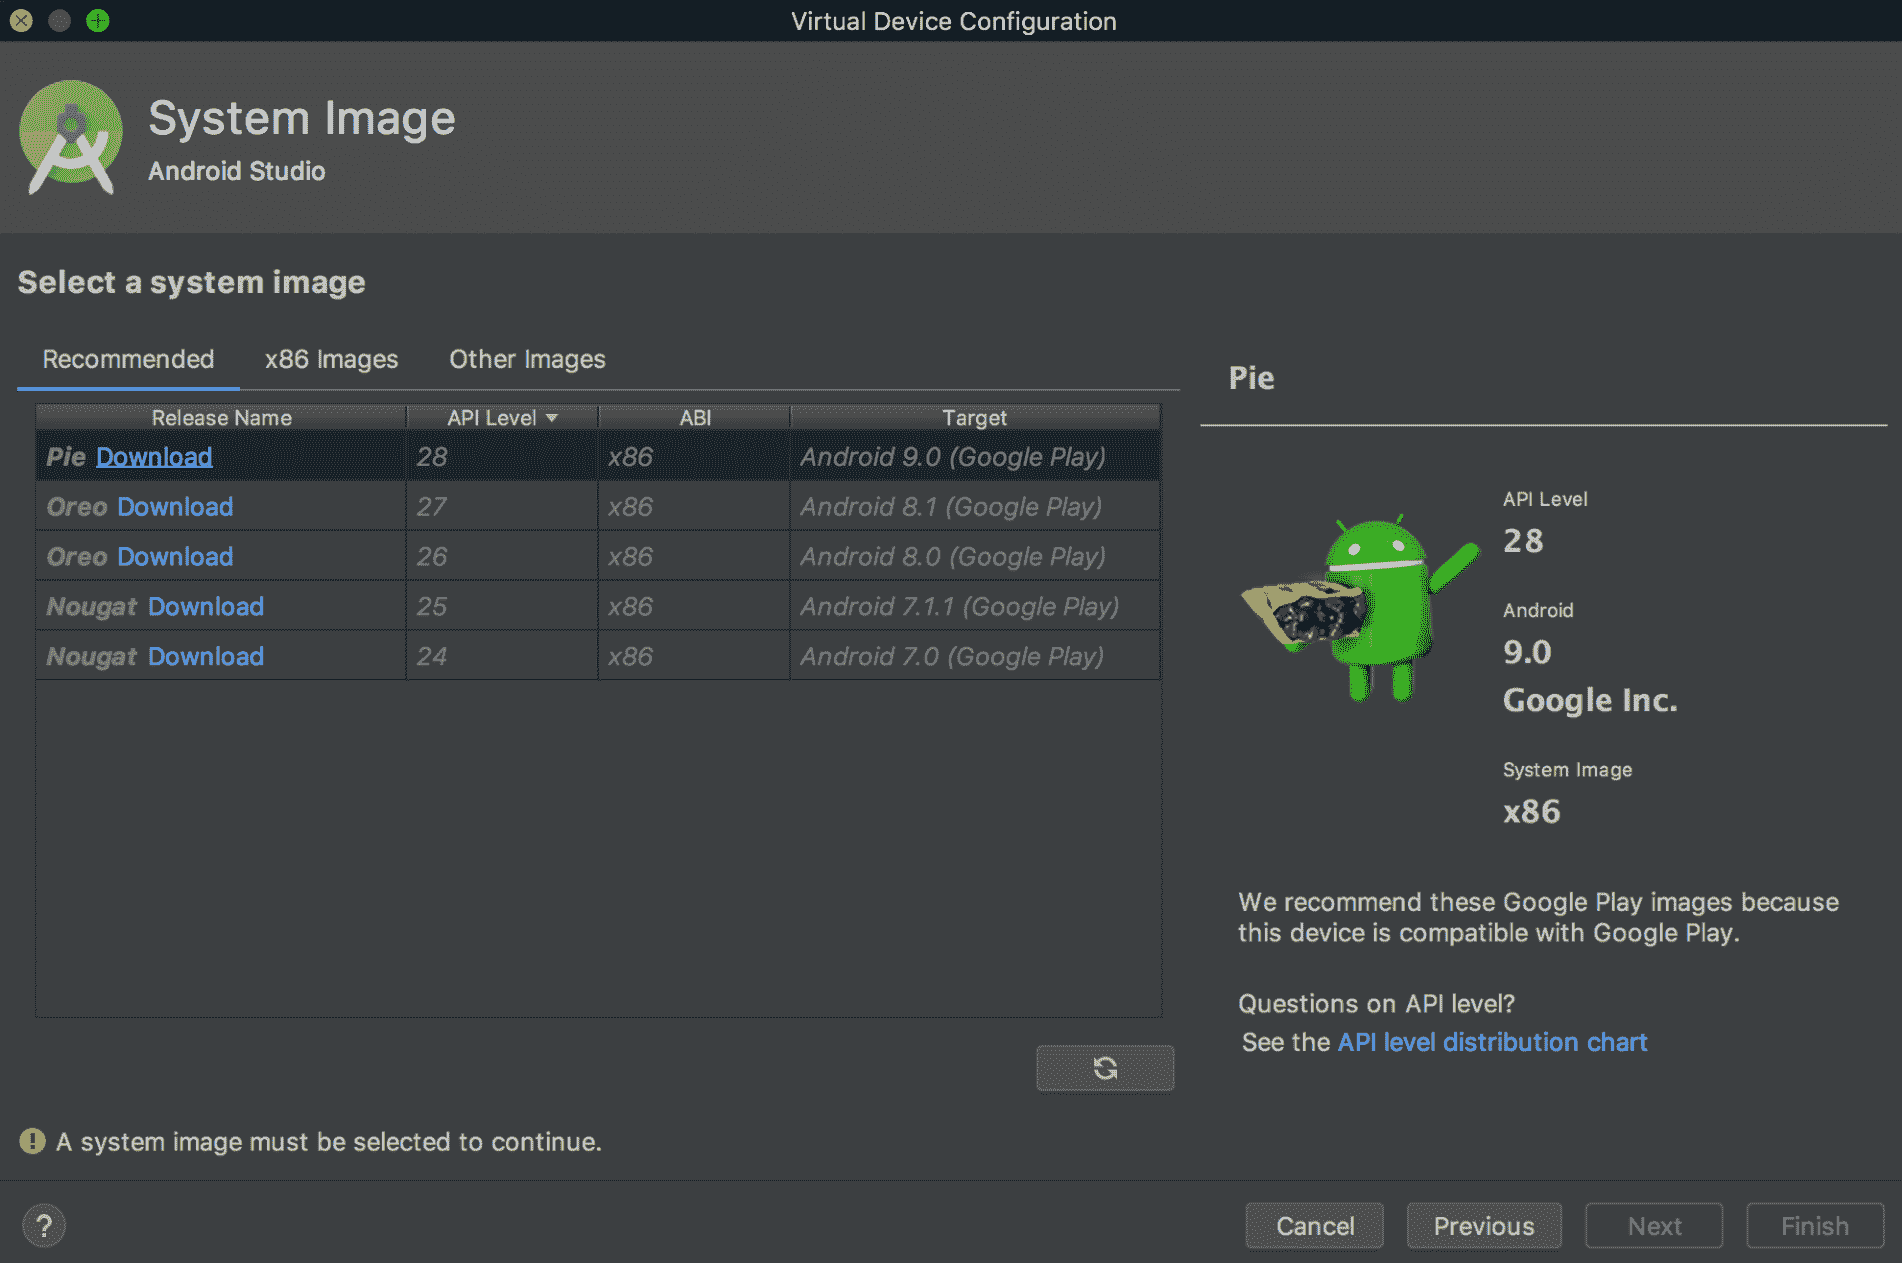 Virtual Device Configuration
System Image
Android Studio
Select a system image
Recommended x86 Images Other Images
Release Name API Level ABI Target
Pie Download 28 x86 Android 9.0 (Google Play)
Oreo Download 27 x86 Android 8.1 (Google Play)
Oreo Download 26 x86 Android 8.0 (Google Play)
Nougat Download 25 x86 Android 7.1.1 (Google Play)
Nougat Download 24 x86 Android 7.0 (Google Play)
Pie
API Level
28
Android
9.0
Google Inc.
System Image
x86
We recommend these Google Play images because
this device is compatible with Google Play.
Questions on API level?
See the API level distribution chart
A system image must be selected to continue.
? Cancel Previous Next Finish